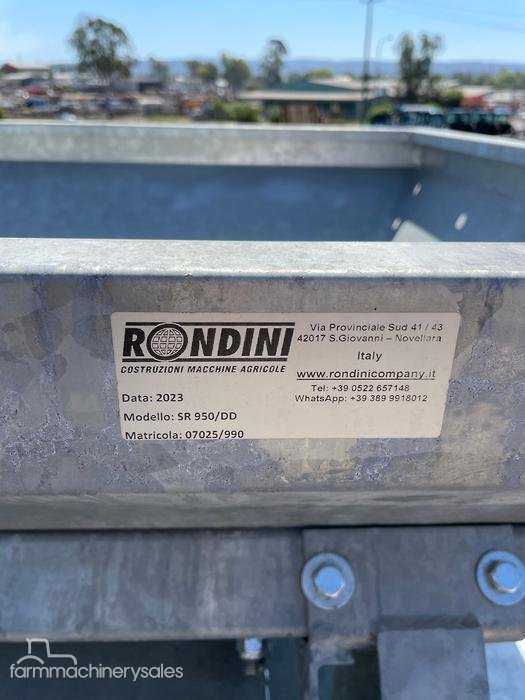 RONDINI
COSTRUZIONI MACCHINE AGRICOLE
Data: 2023
Modello: SR 950/DD
Matricola: 07025/990
Via Provinciale Sud 41 / 43
42017 S.Giovanni – Novellara
Italy
www.rondinicompany.it
Tel: +39 0522 657148
WhatsApp: +39 389 9918012
farmmachinerysales